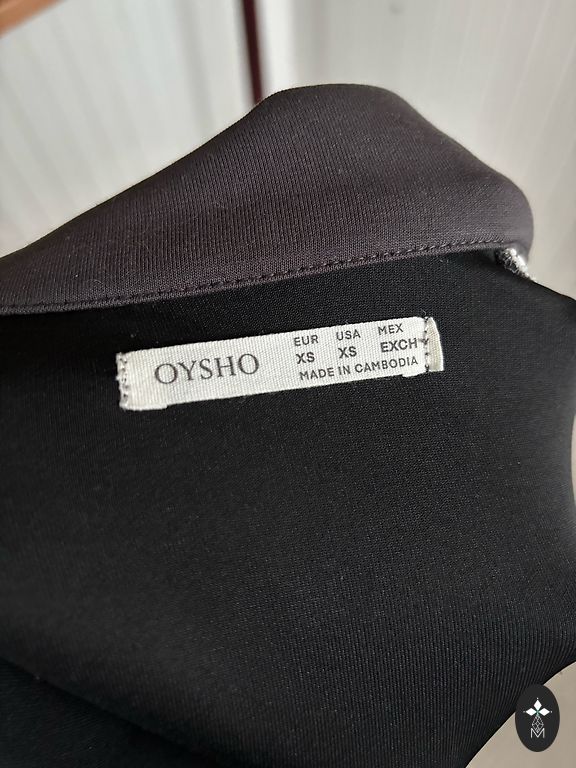 OYSHO
EUR USA MEX
XS XS EXCH
MADE IN CAMBODIA
M